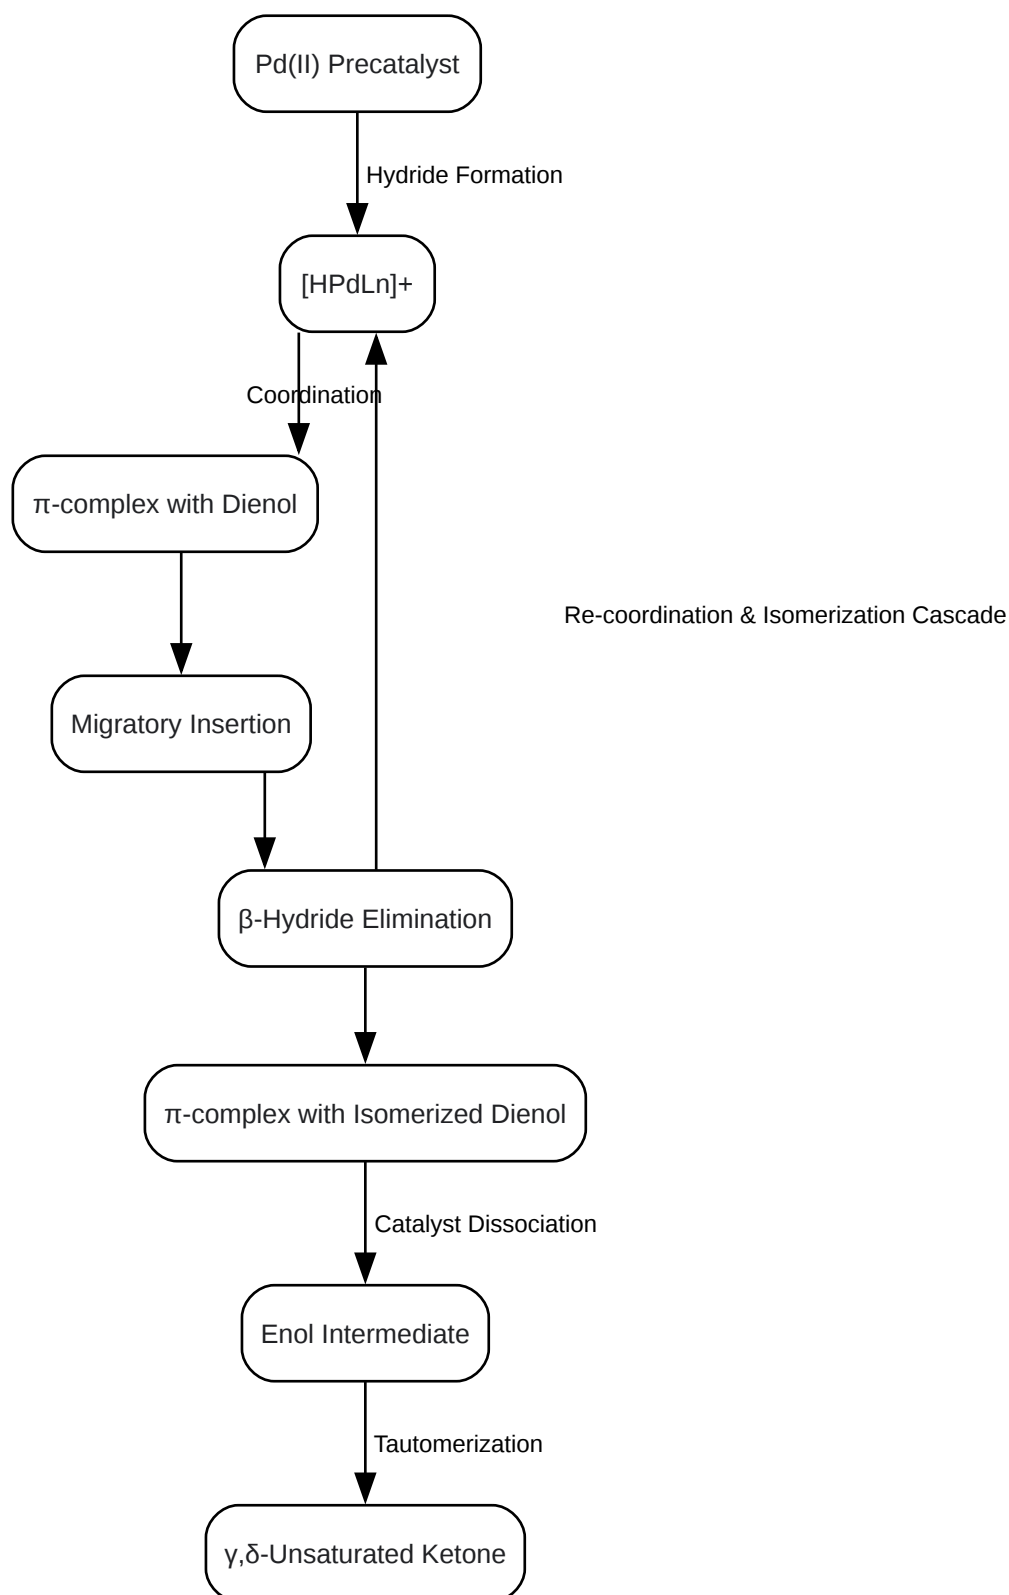 Pd(II) Precatalyst
Hydride Formation
[HPdLn]+
Coordination
π-complex with Dienol
Re-coordination & Isomerization Cascade
Migratory Insertion
β-Hydride Elimination
π-complex with Isomerized Dienol
Catalyst Dissociation
Enol Intermediate
Tautomerization
γ,δ-Unsaturated Ketone